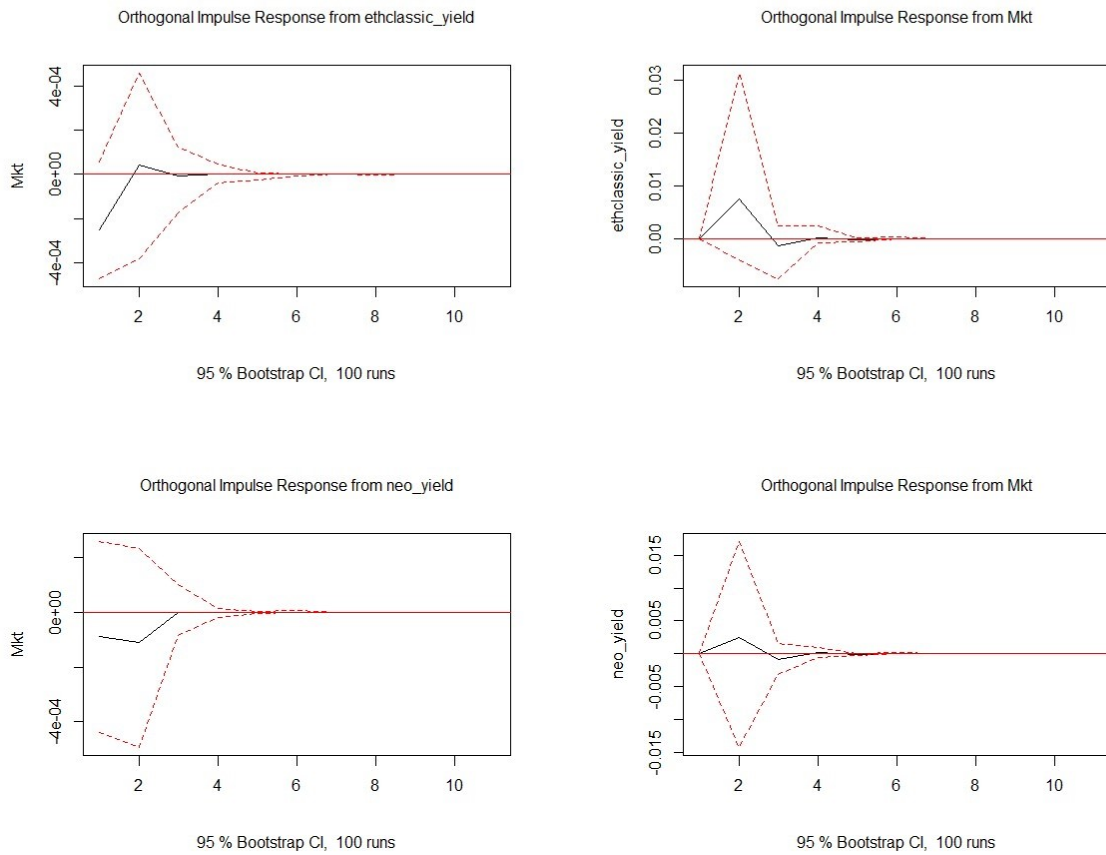 Orthogonal Impulse Response from ethclassic_yield
Mkt
4e-04
0e+00
-4e-04
2 4 6 8 10
95 % Bootstrap CI, 100 runs
Orthogonal Impulse Response from Mkt
ethclassic_yield
0.03
0.02
0.01
0.00
2 4 6 8 10
95 % Bootstrap CI, 100 runs
Orthogonal Impulse Response from neo_yield
Mkt
0e+00
-4e-04
2 4 6 8 10
95 % Bootstrap CI, 100 runs
Orthogonal Impulse Response from Mkt
neo_yield
0.015
0.005
-0.005
-0.015
2 4 6 8 10
95 % Bootstrap CI, 100 runs